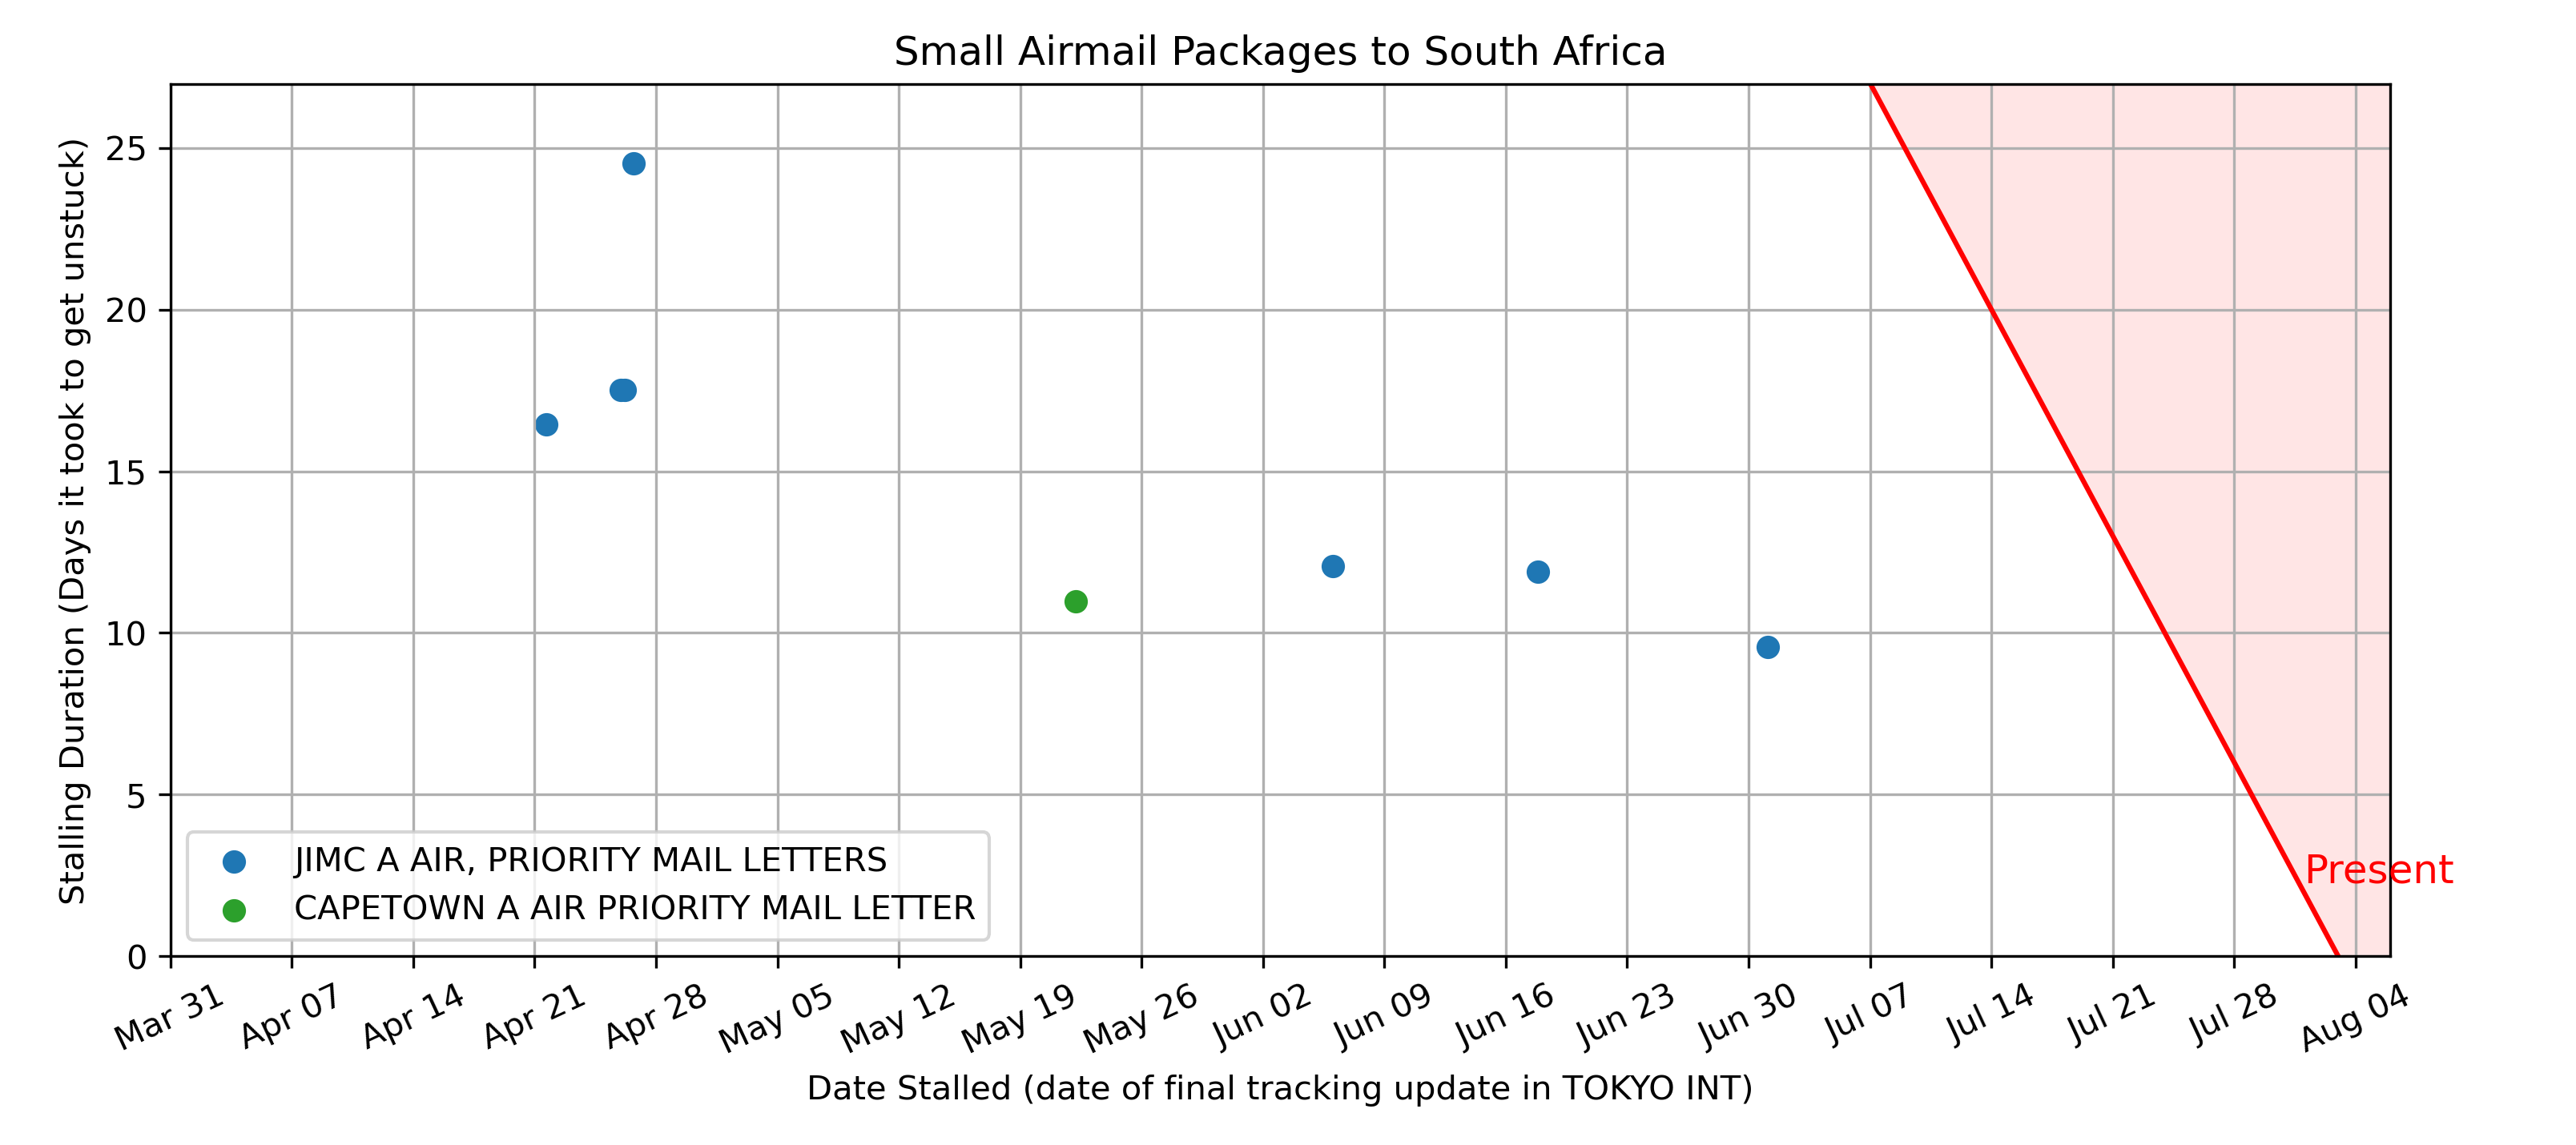 Small Airmail Packages to South Africa
Stalling Duration (Days it took to get unstuck)
25
20
15
10
5
0
JIMC A AIR, PRIORITY MAIL LETTERS
CAPETOWN A AIR PRIORITY MAIL LETTER
Present
Mar 31
Apr 07
Apr 14
Apr 21
Apr 28
May 05
May 12
May 19
May 26
Jun 02
Jun 09
Jun 16
Jun 23
Jun 30
Jul 07
Jul 14
Jul 21
Jul 28
Aug 04
Date Stalled (date of final tracking update in TOKYO INT)